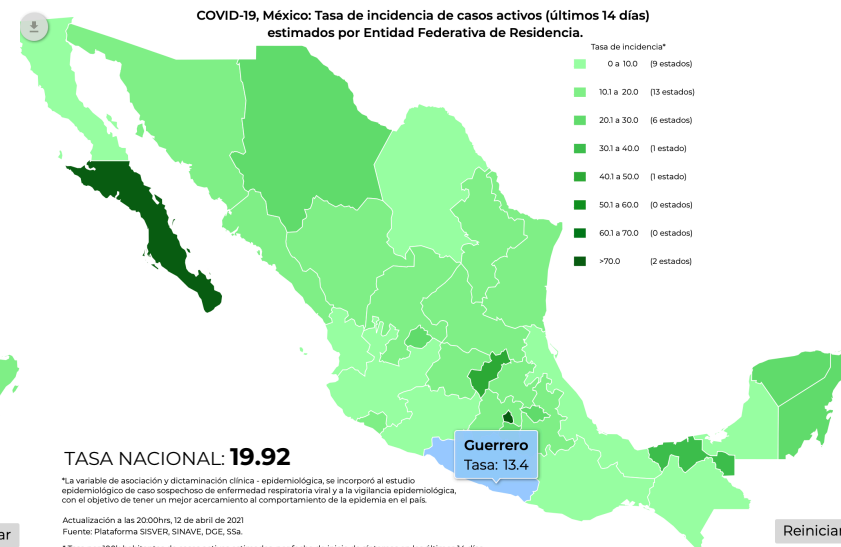 COVID-19, México: Tasa de incidencia de casos activos (últimos 14 días)
estimados por Entidad Federativa de Residencia.
Tasa de incidencia*
0 a 10.0 (9 estados)
10.1 a 20.0 (13 estados)
20.1 a 30.0 (6 estados)
30.1 a 40.0 (1 estado)
40.1 a 50.0 (1 estado)
50.1 a 60.0 (0 estados)
60.1 a 70.0 (0 estados)
>70.0 (2 estados)
Guerrero
Tasa: 13.4
TASA NACIONAL: 19.92
*La variable de asociación y dictaminación clínica - epidemiológica, se incorporó al estudio
epidemiológico de caso sospechoso de enfermedad respiratoria viral y a la vigilancia epidemiológica,
con el objetivo de tener un mejor acercamiento al comportamiento de la epidemia en el país.
Actualización a las 20:00hrs, 12 de abril de 2021
Fuente: Plataforma SISVER, SINAVE, DGE, SSa.
ar
Reiniciar